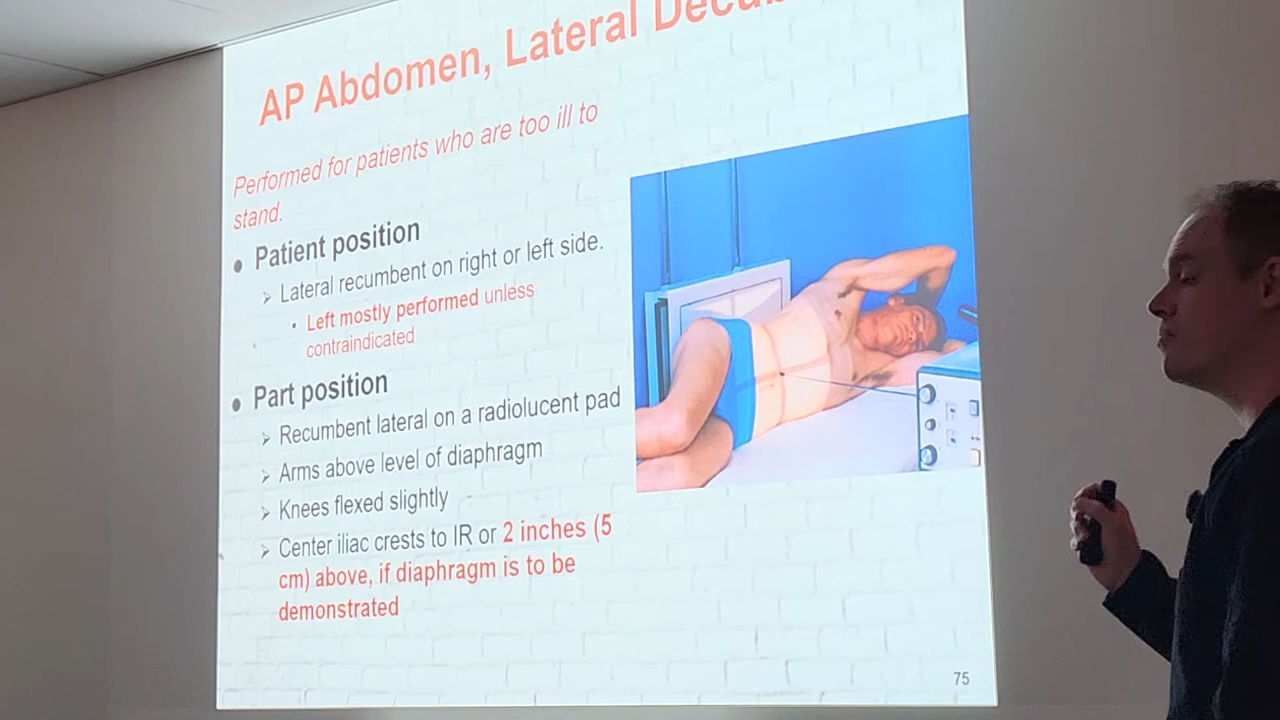 AP Abdomen, Lateral
Performed for patients who are too ill to
stand.
• Patient position
➢ Lateral recumbent on right or left side.
• Left mostly performed unless
contraindicated
• Part position
➢ Recumbent lateral on a radiolucent pad
➢ Arms above level of diaphragm
➢ Knees flexed slightly
➢ Center iliac crests to IR or 2 inches (5
cm) above, if diaphragm is to be
demonstrated
75